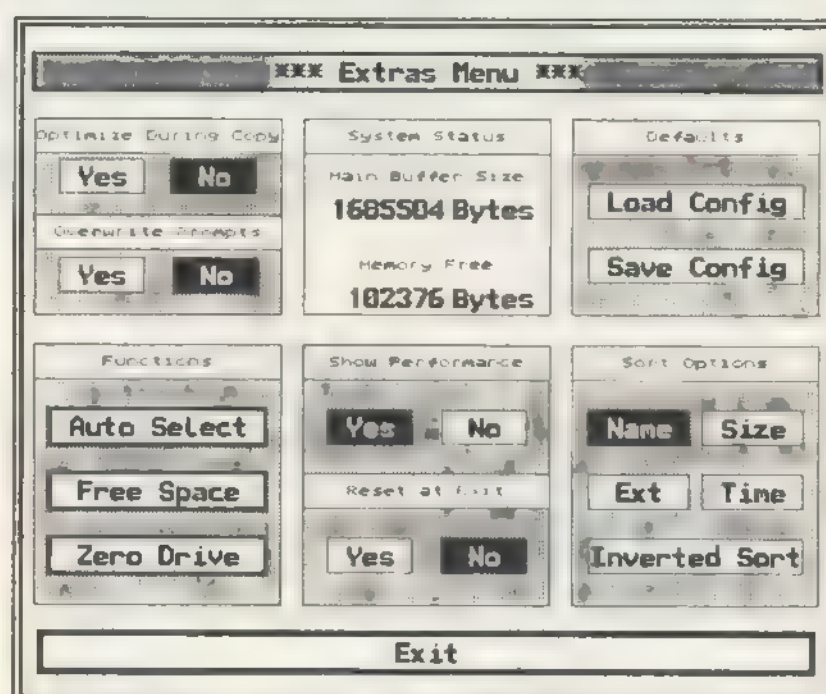 *** Extras Menu ***
Optimize During Copy
Yes No
Overwrite Prompts
Yes No
System Status
Main Buffer Size
1685504 Bytes
Memory Free
102376 Bytes
Defaults
Load Config
Save Config
Functions
Auto Select
Free Space
Zero Drive
Show Performance
Yes No
Reset at Exit
Yes No
Sort Options
Name Size
Ext Time
Inverted Sort
Exit